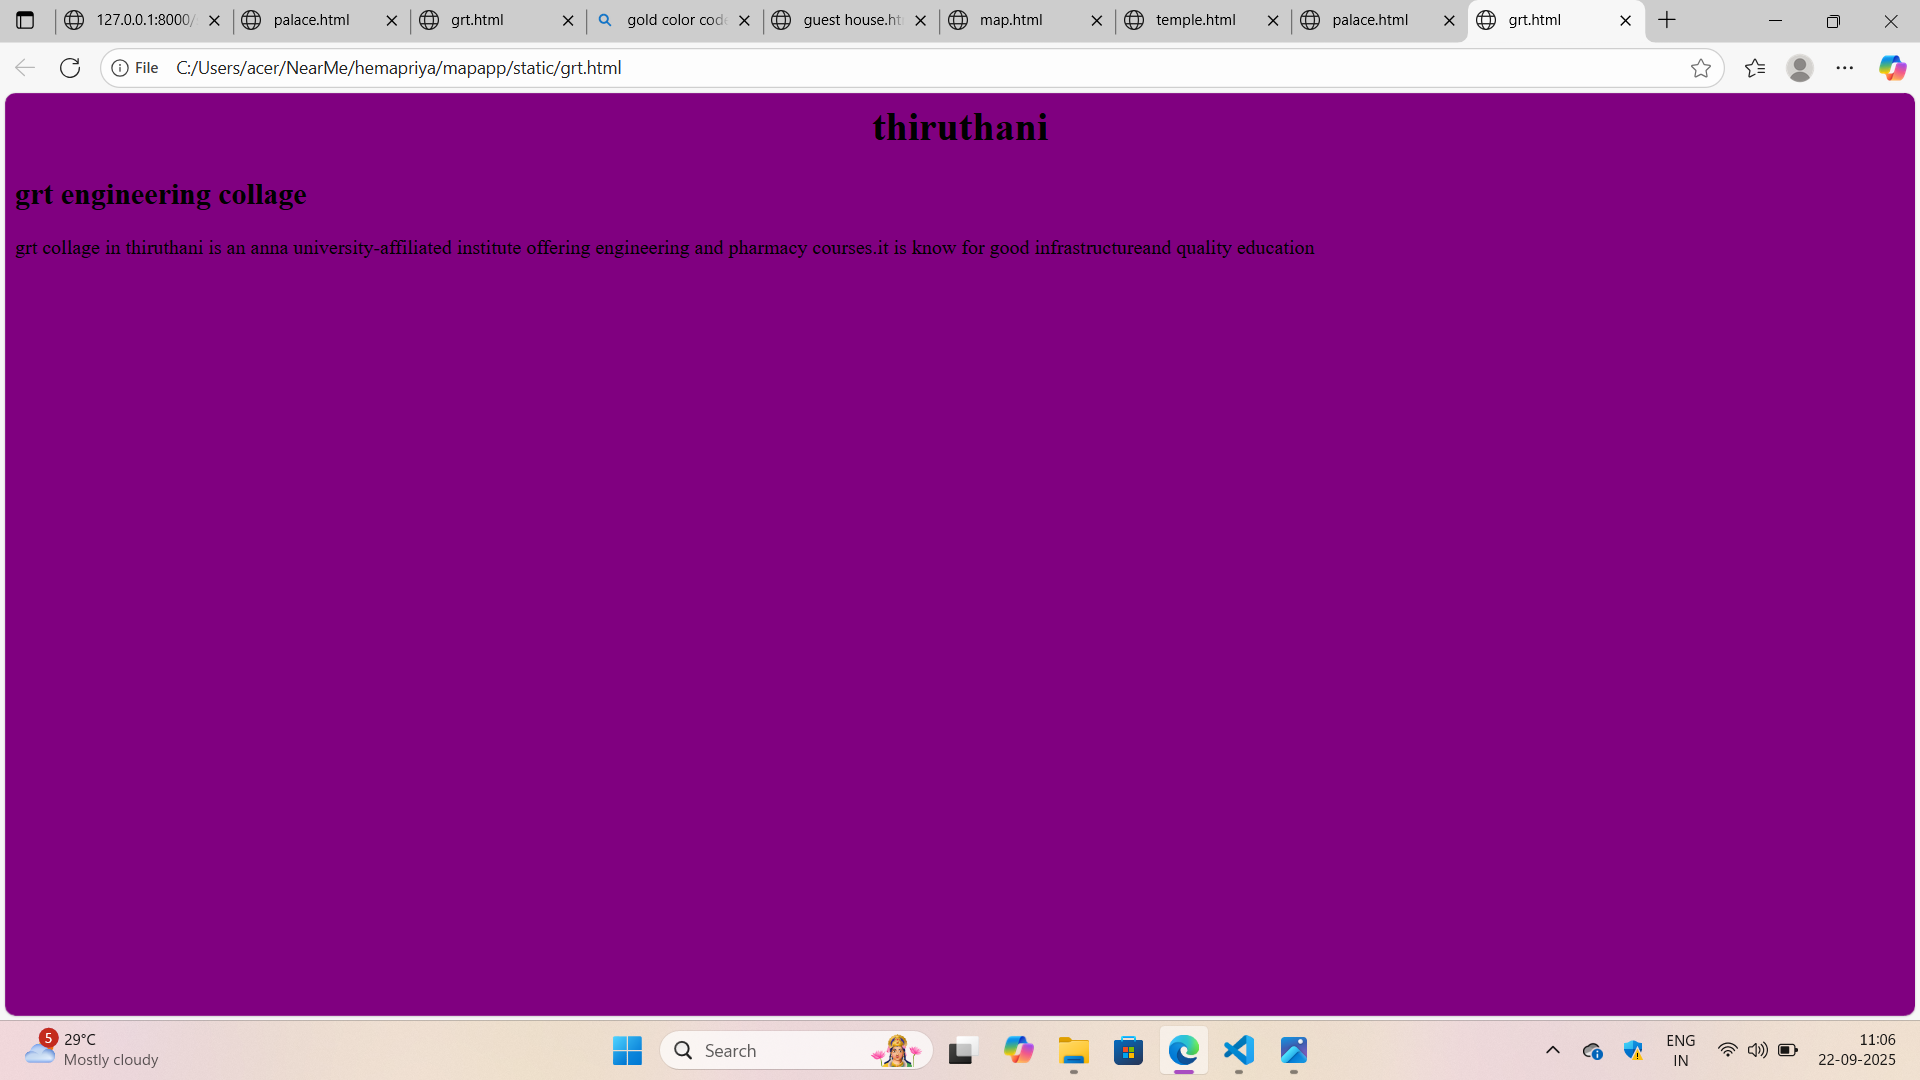 127.0.0.1:8000/
palace.html
grt.html
gold color code
guest house.ht
map.html
temple.html
palace.html
grt.html
File
C:/Users/acer/NearMe/hemapriya/mapapp/static/grt.html
thiruthani
grt engineering collage
grt collage in thiruthani is an anna university-affiliated institute offering engineering and pharmacy courses.it is know for good infrastructureand quality education
5
29°C
Mostly cloudy
Search
ENG
IN
11:06
22-09-2025